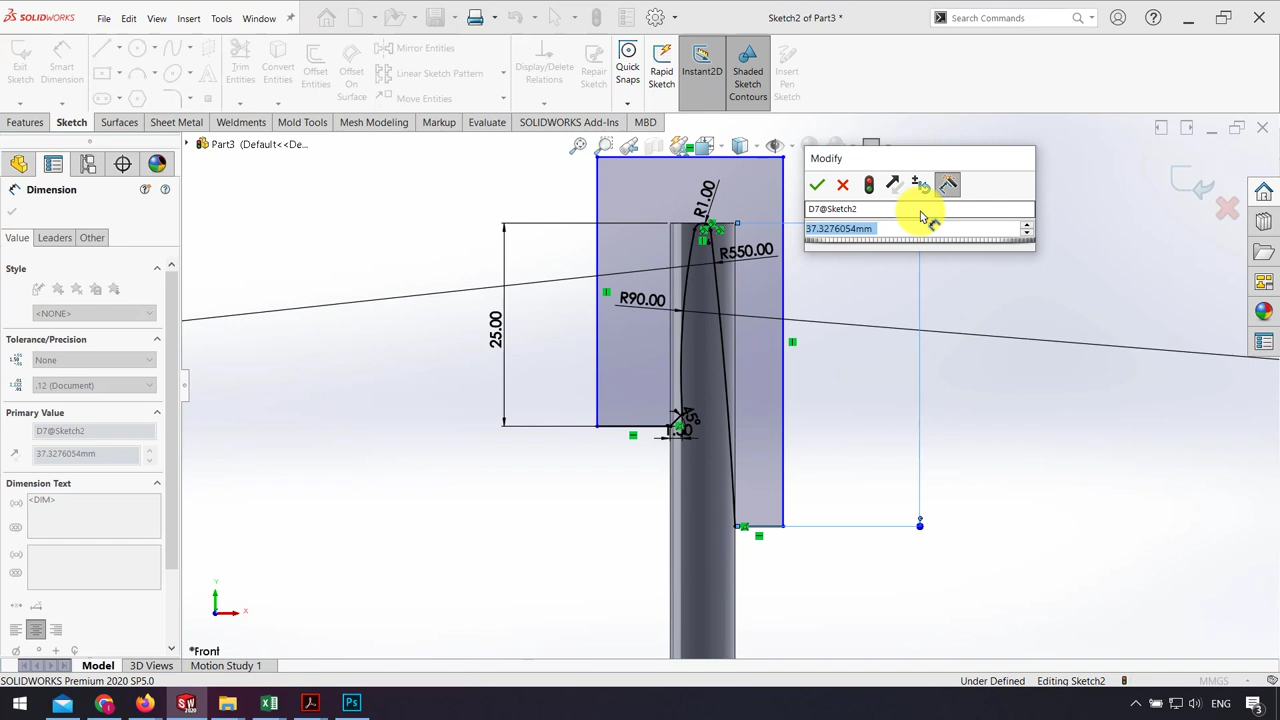 SOLIDWORKS
File
Edit
View
Insert
Tools
Window
Sketch2 of Part3 *
Search Commands
Exit Sketch
Smart Dimension
Trim Entities
Convert Entities
Offset Entities
Offset On Surface
Mirror Entities
Linear Sketch Pattern
Move Entities
Display/Delete Relations
Repair Sketch
Quick Snaps
Rapid Sketch
Instant2D
Shaded Sketch Contours
Insert Pen Sketch
Features
Sketch
Surfaces
Sheet Metal
Weldments
Mold Tools
Mesh Modeling
Markup
Evaluate
SOLIDWORKS Add-Ins
MBD
Part3 (Default<<De...
Dimension
Value
Leaders
Other
Style
<NONE>
Tolerance/Precision
None
.12 (Document)
Primary Value
D7@Sketch2
37.3276054mm
Dimension Text
<DIM>
Modify
D7@Sketch2
37.3276054mm
R1.00
R550.00
R90.00
25.00
45°
Y
X
*Front
Model
3D Views
Motion Study 1
SOLIDWORKS Premium 2020 SP5.0
Under Defined
Editing Sketch2
MMGS
ENG